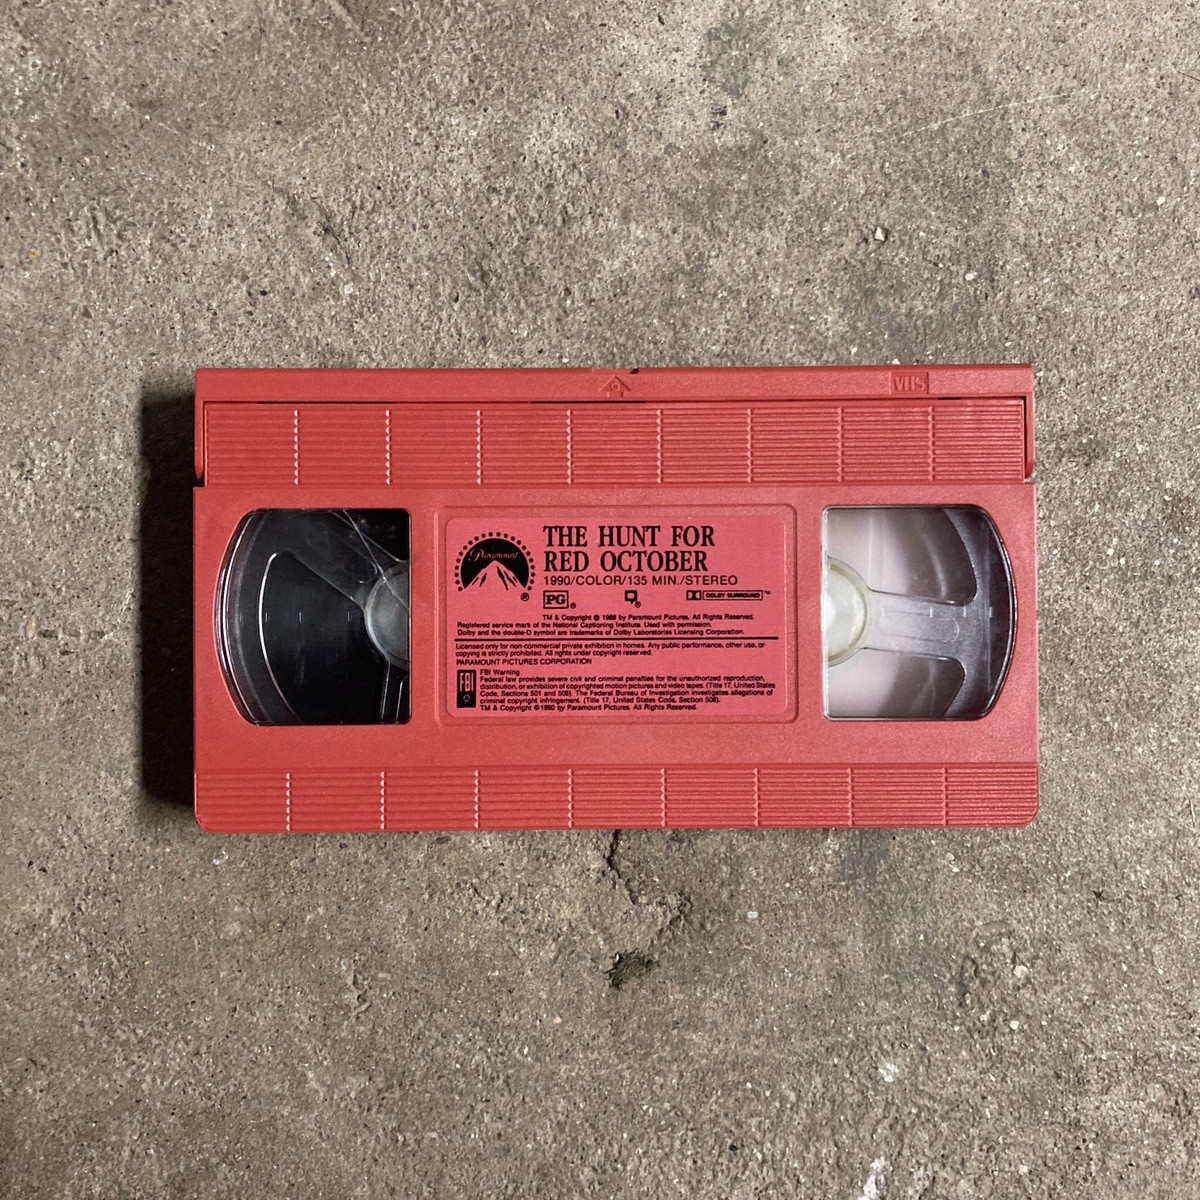 VHS
Paramount
®
THE HUNT FOR
RED OCTOBER
1990/COLOR/135 MIN./STEREO
PG ® ® DOLBY SURROUND ™
TM & Copyright © 1989 by Paramount Pictures. All Rights Reserved.
Registered service mark of the National Captioning Institute. Used with permission.
Dolby and the double-D symbol are trademarks of Dolby Laboratories Licensing Corporation.
Licensed only for non-commercial private exhibition in homes. Any public performance, other use, or
copying is strictly prohibited. All rights under copyright reserved.
PARAMOUNT PICTURES CORPORATION
FBI
FBI Warning
Federal law provides severe civil and criminal penalties for the unauthorized reproduction,
distribution, or exhibition of copyrighted motion pictures and video tapes. (Title 17, United States
Code, Sections 501 and 506). The Federal Bureau of Investigation investigates allegations of
criminal copyright infringement. (Title 17, United States Code, Section 506).
TM & Copyright ©1990 by Paramount Pictures. All Rights Reserved.